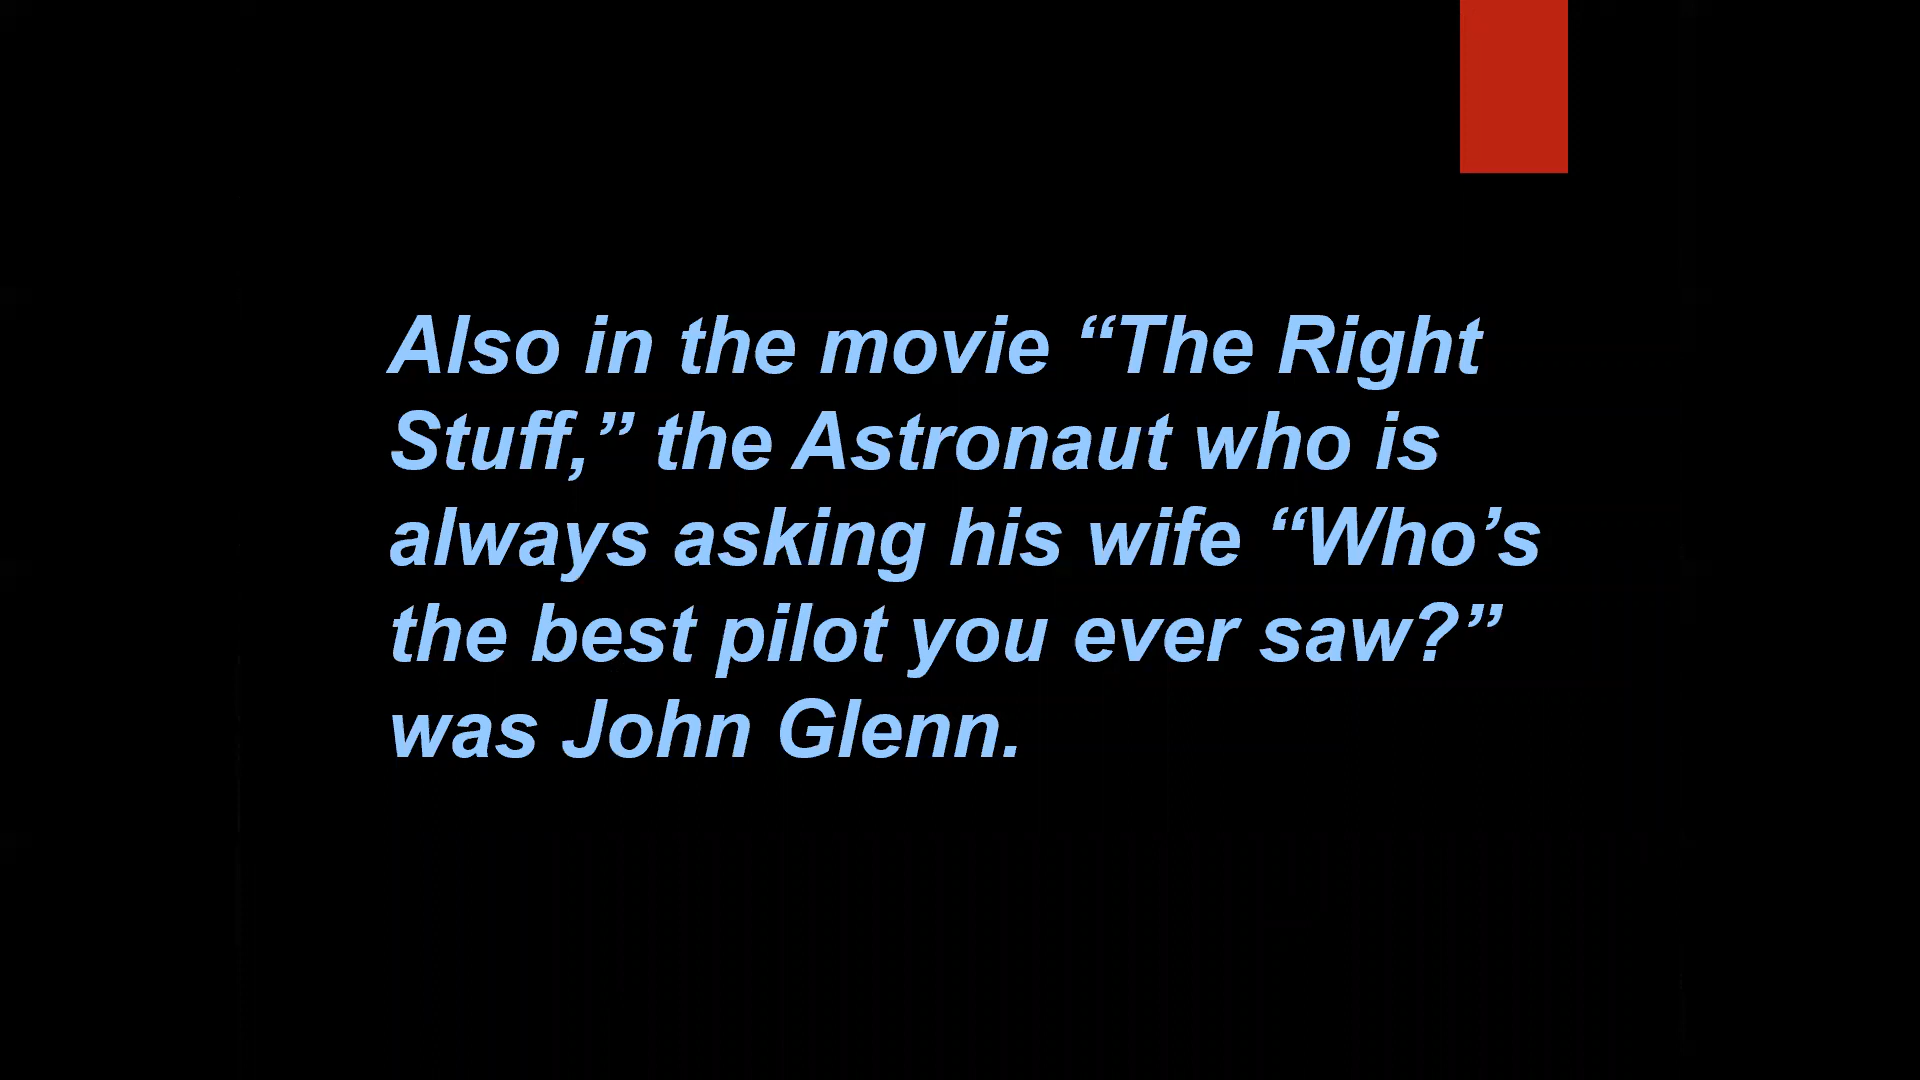 Also in the movie “The Right
Stuff,” the Astronaut who is
always asking his wife “Who’s
the best pilot you ever saw?”
was John Glenn.